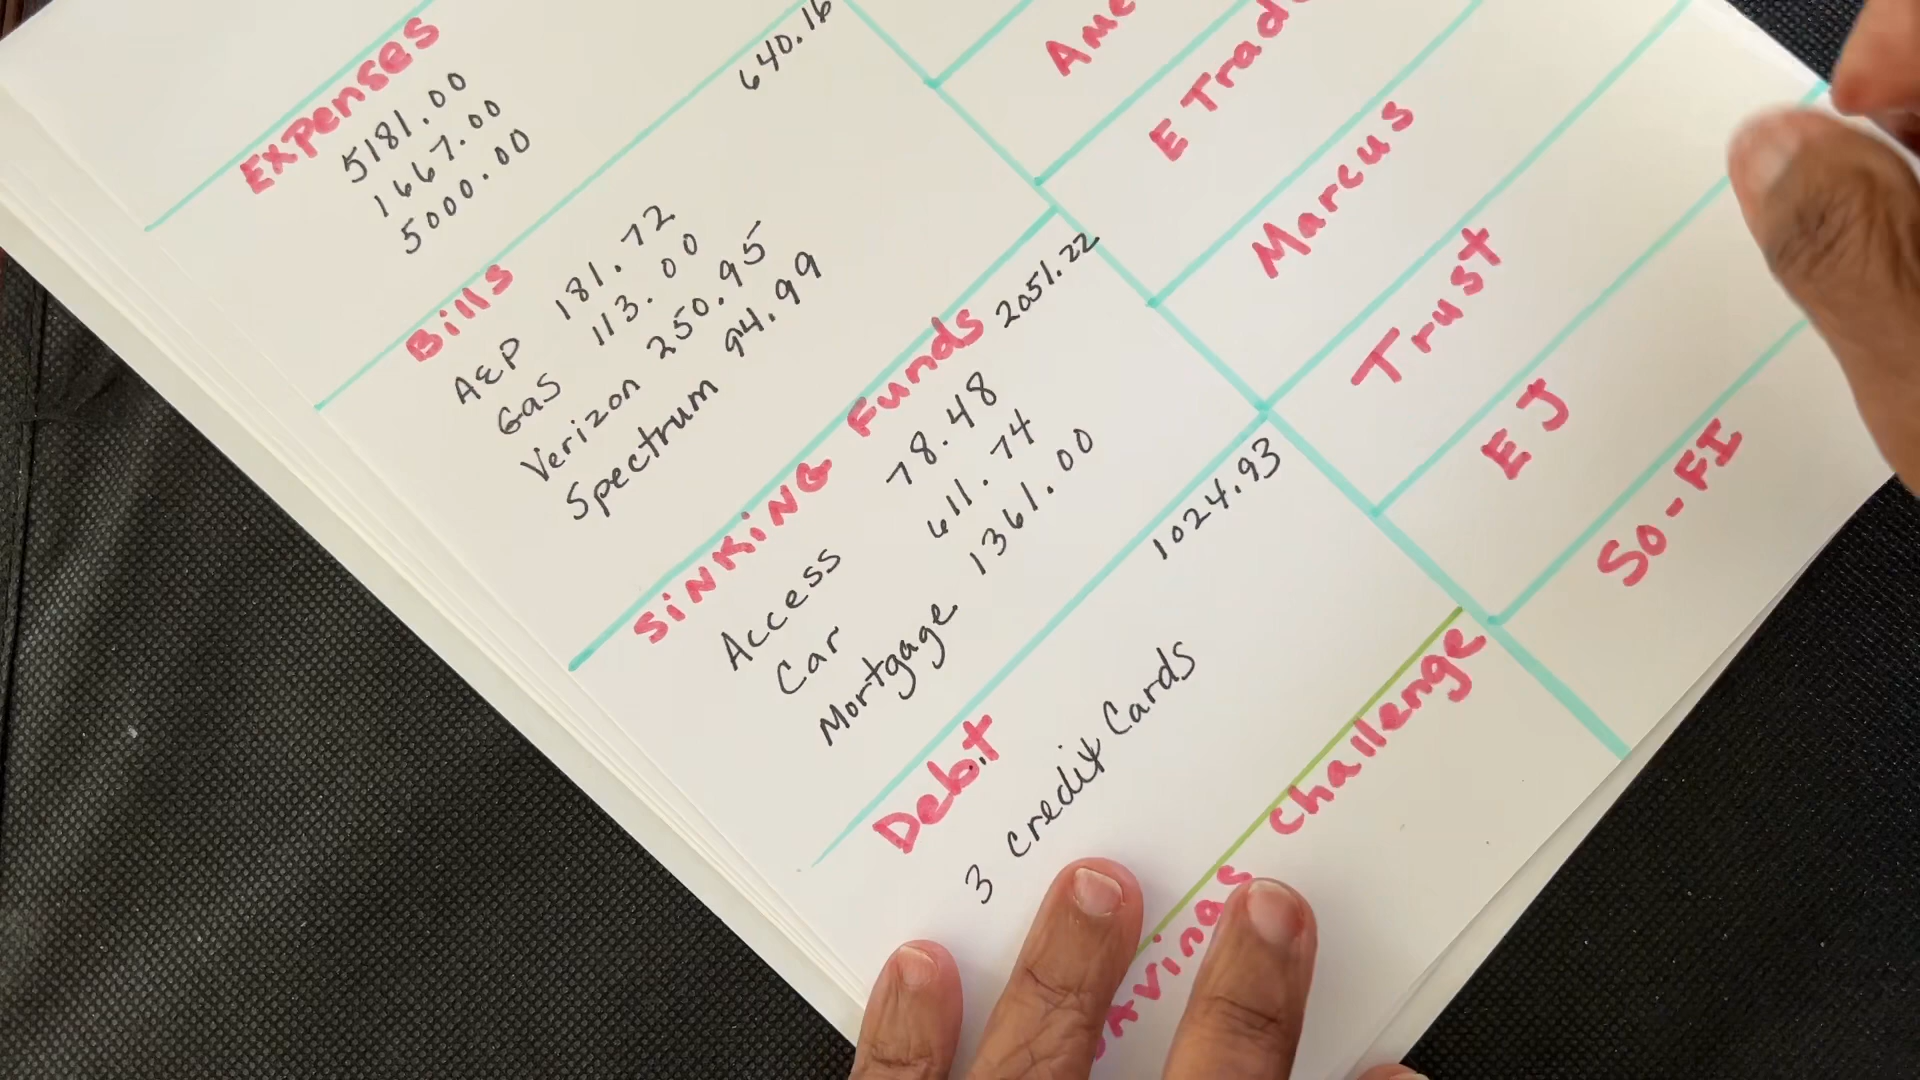 Expenses
5181.00
1667.00
5000.00
Bills 640.16
AEP 181.72
Gas 113.00
Verizon 250.95
Spectrum 94.99
Sinking Funds 2051.22
Access 78.48
Car 611.74
Mortgage 1361.00
Debit 1024.93
3 Credit Cards
challenge
E Trade
Marcus
Trust
EJ
So-FI